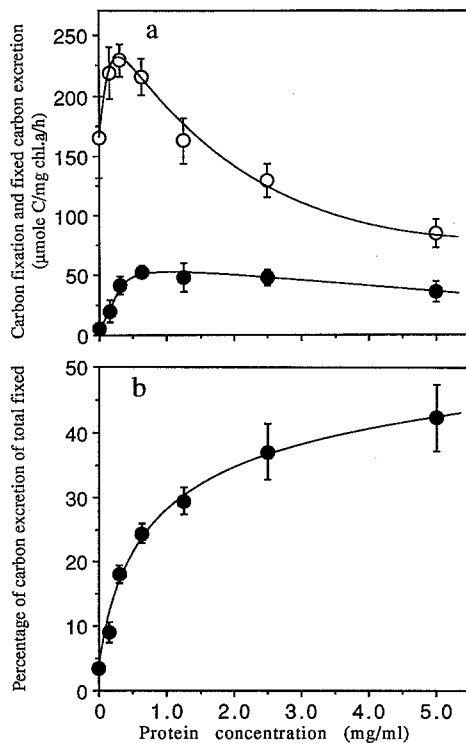 a
Carbon fixation and fixed carbon excretion
(µmole C/mg chl.a/h)
250
200
150
100
50
0
b
Percentage of carbon excretion of total fixed
50
40
30
20
10
0
0 1.0 2.0 3.0 4.0 5.0
Protein concentration (mg/ml)